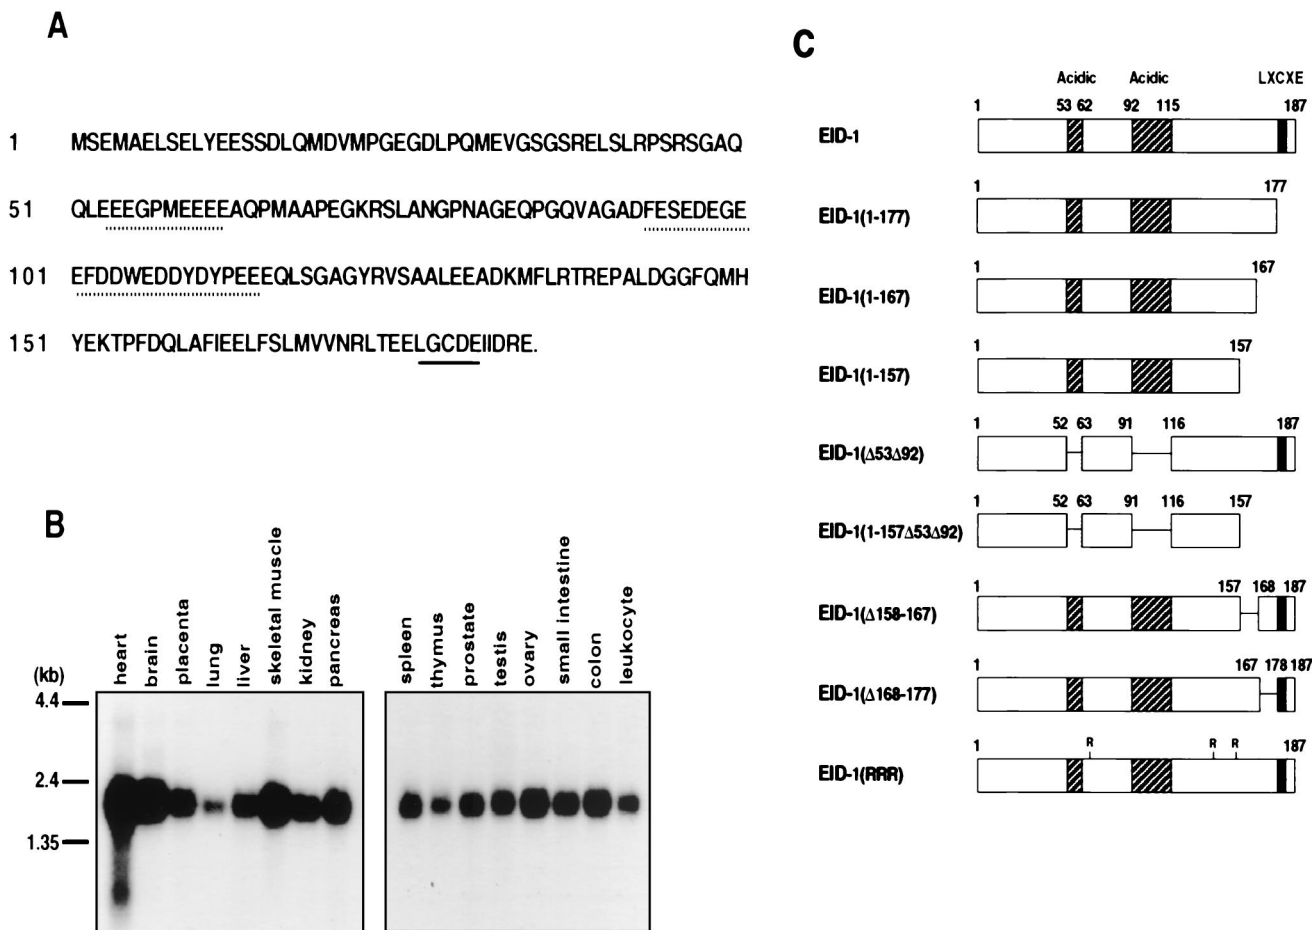 A
1 MSEMAELSELYEESSDLQMDVMPGEGDLPQMEVGSGSRELSLRPSRSGAQ
51 QLEEEGPMEEEEAQPMAAPEGKRSLANGPNAGEQPGQVAGADFESEDEGE
101 EFDDWEDDYDYPEEEQLSGAGYRVSAALEEADKMFLRTREPALDGGFQMH
151 YEKTPFDQLAFIEELFSLMVVNRLTEELGCDEIIDRE.
B
heart
brain
placenta
lung
liver
skeletal muscle
kidney
pancreas
spleen
thymus
prostate
testis
ovary
small intestine
colon
leukocyte
(kb)
4.4
2.4
1.35
C
Acidic Acidic LXCXE
1 53 62 92 115 187
EID-1
1 177
EID-1(1-177)
1 167
EID-1(1-167)
1 157
EID-1(1-157)
1 52 63 91 116 187
EID-1(Δ53Δ92)
1 52 63 91 116 157
EID-1(1-157Δ53Δ92)
1 157 168 187
EID-1(Δ158-167)
1 167 178 187
EID-1(Δ168-177)
1 R R R 187
EID-1(RRR)